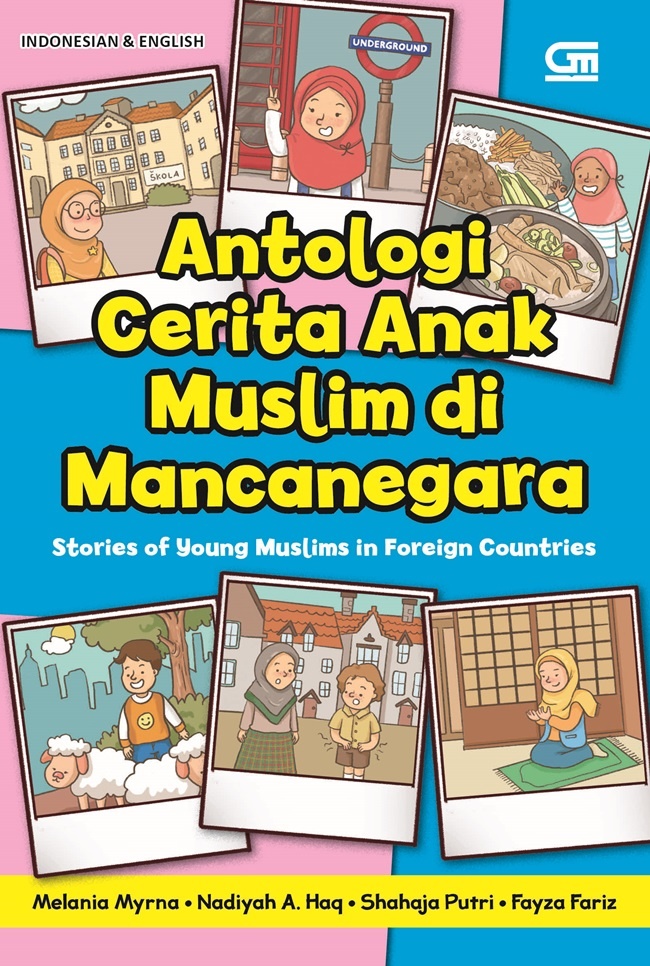 INDONESIAN & ENGLISH
GM
UNDERGROUND
ŠKOLA
Antologi
Cerita Anak
Muslim di
Mancanegara
Stories of Young Muslims in Foreign Countries
Melania Myrna • Nadiyah A. Haq • Shahaja Putri • Fayza Fariz